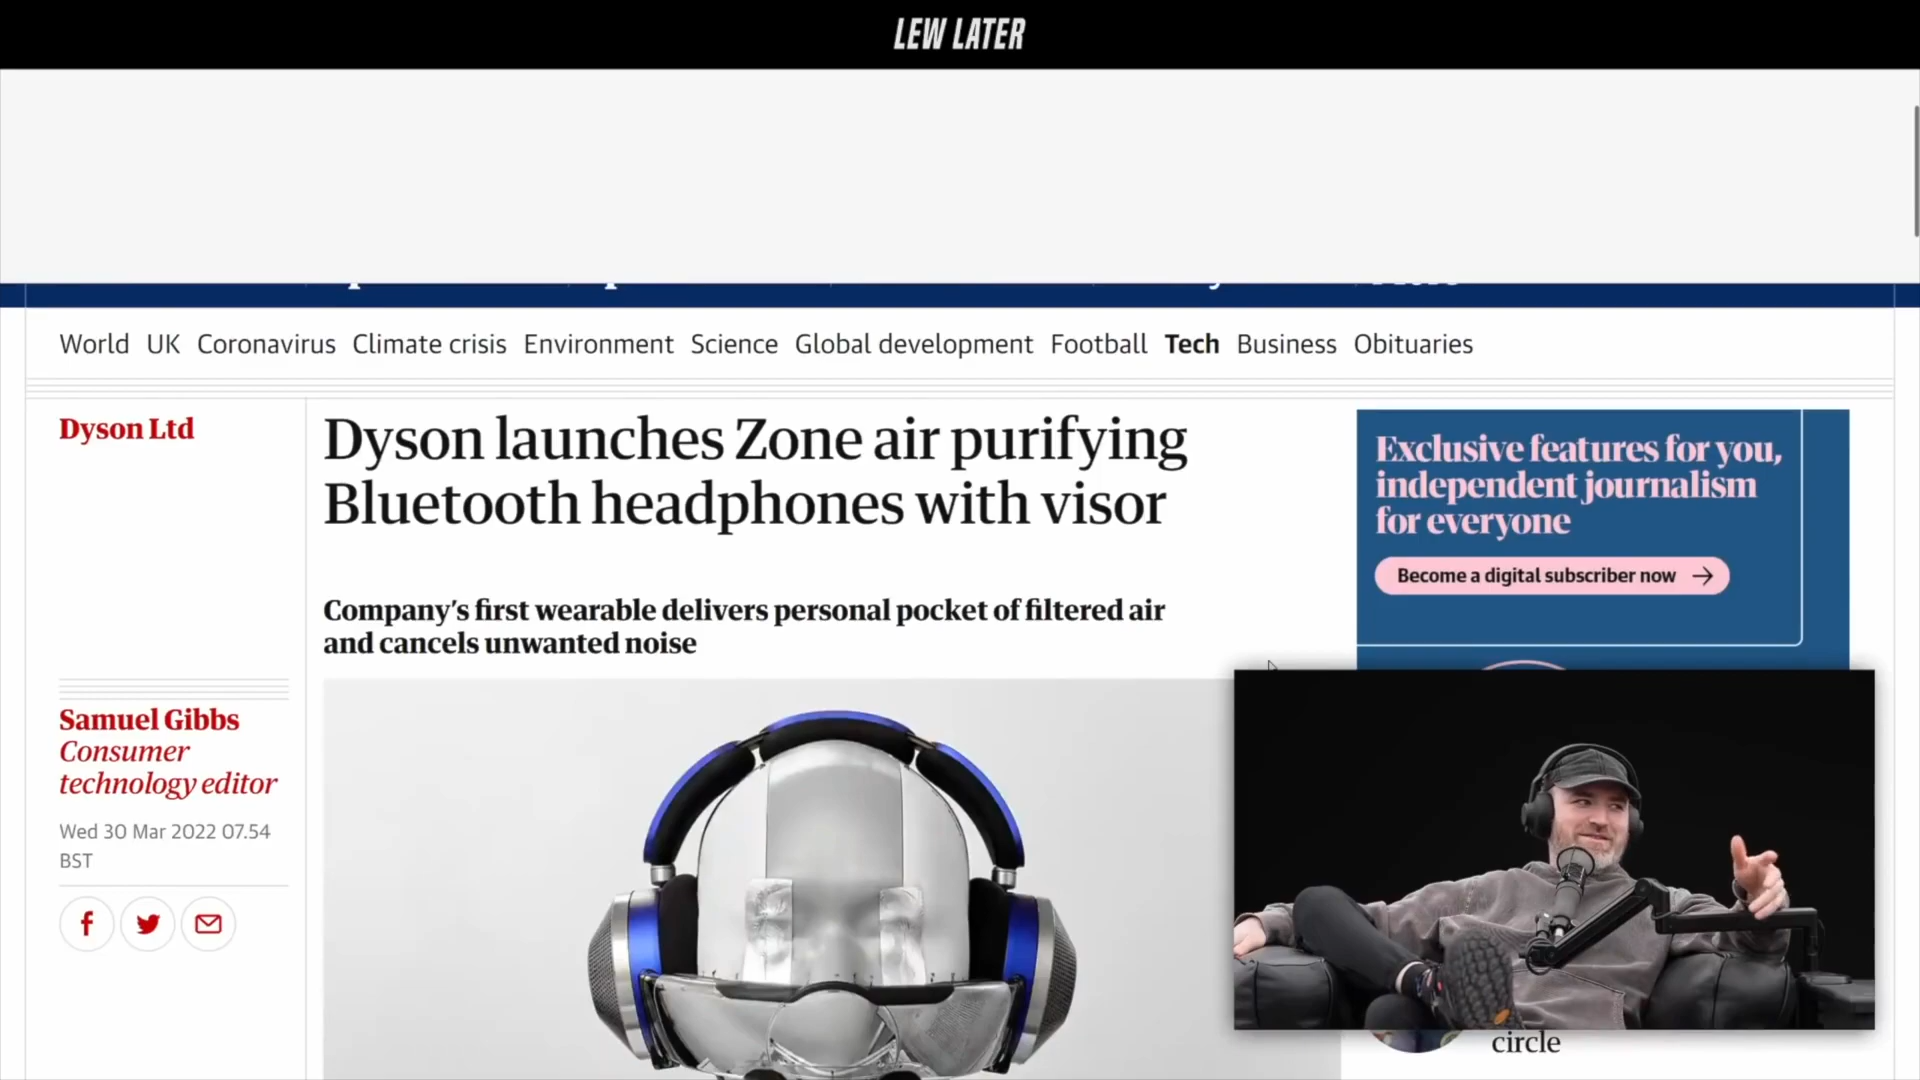 LEW LATER
World UK Coronavirus Climate crisis Environment Science Global development Football Tech Business Obituaries
Dyson Ltd
Dyson launches Zone air purifying
Bluetooth headphones with visor
Company’s first wearable delivers personal pocket of filtered air
and cancels unwanted noise
Samuel Gibbs
Consumer
technology editor
Wed 30 Mar 2022 07.54
BST
Exclusive features for you,
independent journalism
for everyone
Become a digital subscriber now
circle